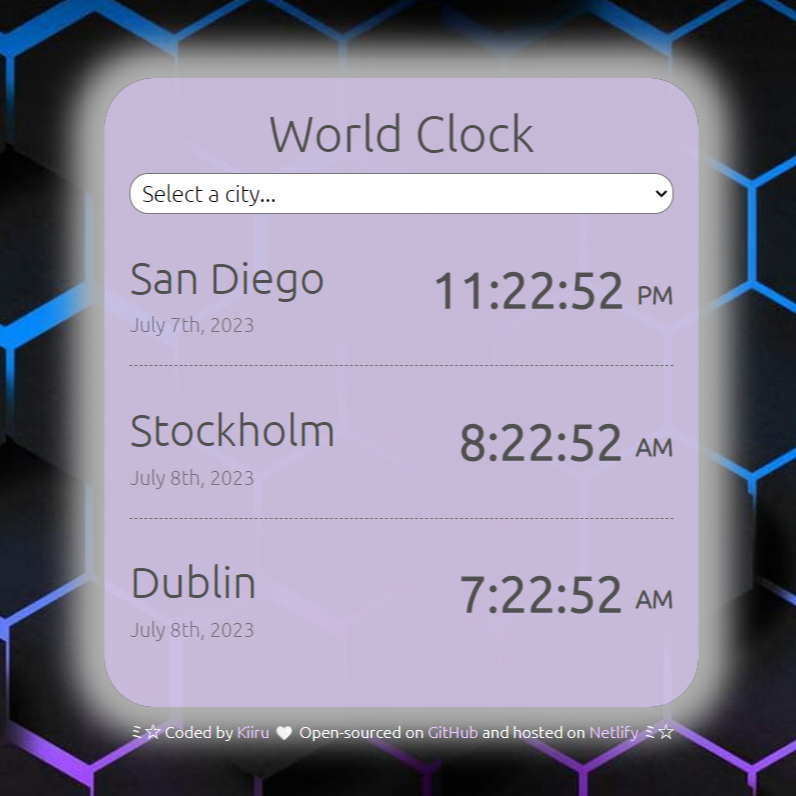 World Clock
Select a city...
San Diego
11:22:52 PM
July 7th, 2023
Stockholm
8:22:52 AM
July 8th, 2023
Dublin
7:22:52 AM
July 8th, 2023
ミ☆ Coded by Kiiru 🤍 Open-sourced on GitHub and hosted on Netlify ミ☆